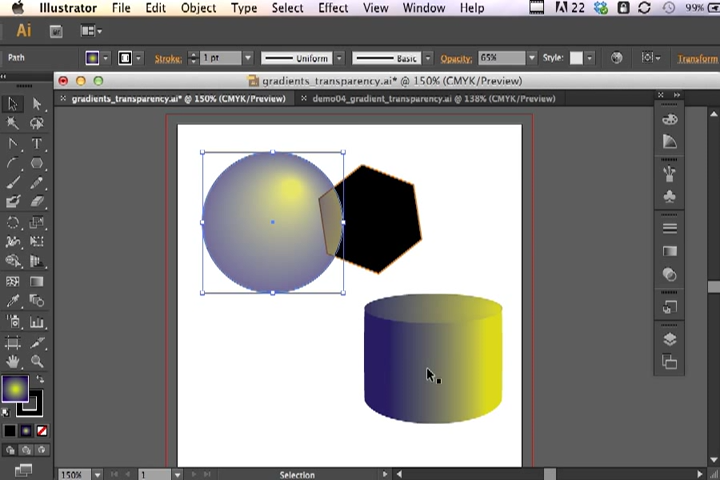 Illustrator File Edit Object Type Select Effect View Window Help 22 99%
Ai
Path Stroke: 1 pt Uniform Basic Opacity: 65% Style: Transform
gradients_transparency.ai* @ 150% (CMYK/Preview)
× gradients_transparency.ai* @ 150% (CMYK/Preview) × demo04_gradient_transparency.ai @ 138% (CMYK/Preview)
T
150% 1 Selection